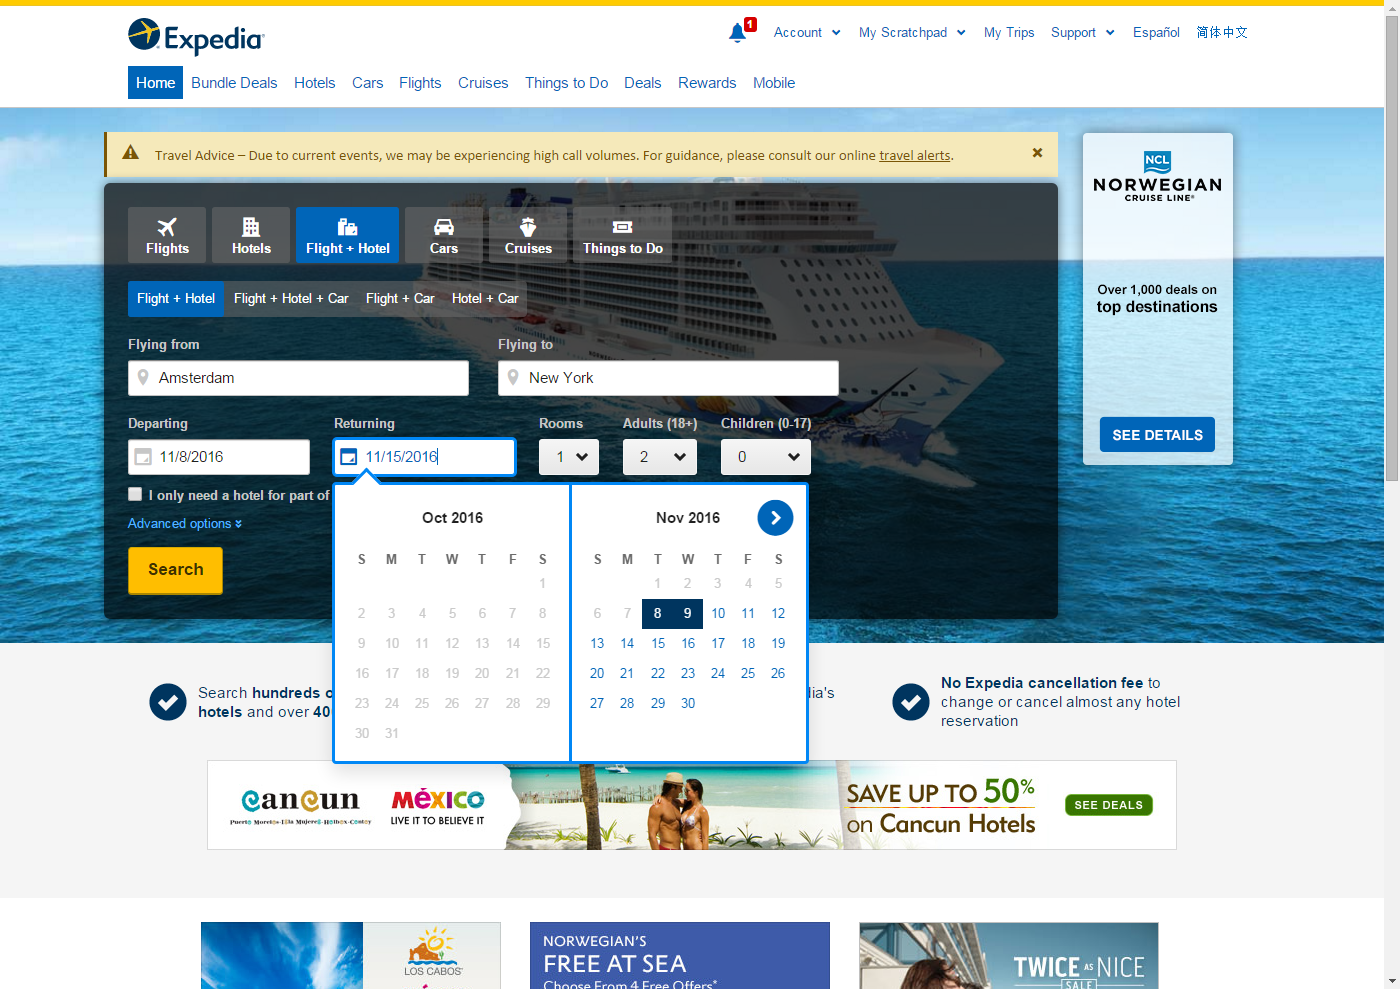 Expedia
1
Account
My Scratchpad
My Trips
Support
Español
简体中文
Home
Bundle Deals
Hotels
Cars
Flights
Cruises
Things to Do
Deals
Rewards
Mobile
Travel Advice – Due to current events, we may be experiencing high call volumes. For guidance, please consult our online travel alerts.
Flights
Hotels
Flight + Hotel
Cars
Cruises
Things to Do
Flight + Hotel
Flight + Hotel + Car
Flight + Car
Hotel + Car
Flying from
Flying to
Amsterdam
New York
Departing
Returning
Rooms
Adults (18+)
Children (0-17)
11/8/2016
11/15/2016
1
2
0
I only need a hotel for part of
Advanced options
Search
Oct 2016
S M T W T F S
1
2 3 4 5 6 7 8
9 10 11 12 13 14 15
16 17 18 19 20 21 22
23 24 25 26 27 28 29
30 31
Nov 2016
S M T W T F S
1 2 3 4 5
6 7 8 9 10 11 12
13 14 15 16 17 18 19
20 21 22 23 24 25 26
27 28 29 30
NCL
NORWEGIAN
CRUISE LINE®
Over 1,000 deals on
top destinations
SEE DETAILS
Search hundreds
hotels and over 40
ia's
No Expedia cancellation fee to
change or cancel almost any hotel
reservation
cancun
Puerto Morelos-Isla Mujeres-Holbox-Contoy
MéXICO
LIVE IT TO BELIEVE IT
SAVE UP TO 50%
on Cancun Hotels
SEE DEALS
LOS CABOS
NORWEGIAN'S
FREE AT SEA
Choose From 4 Free Offers*
TWICE AS NICE
SALE